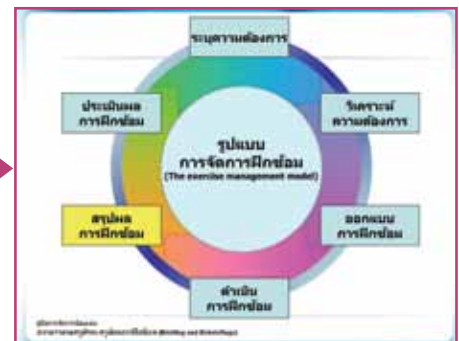 ระบุความต้องการ
วิเคราะห์
ความต้องการ
ออกแบบ
การฝึกซ้อม
ดำเนิน
การฝึกซ้อม
สรุปผล
การฝึกซ้อม
ประเมินผล
การฝึกซ้อม
รูปแบบ
การจัดการฝึกซ้อม
(The exercise management model)